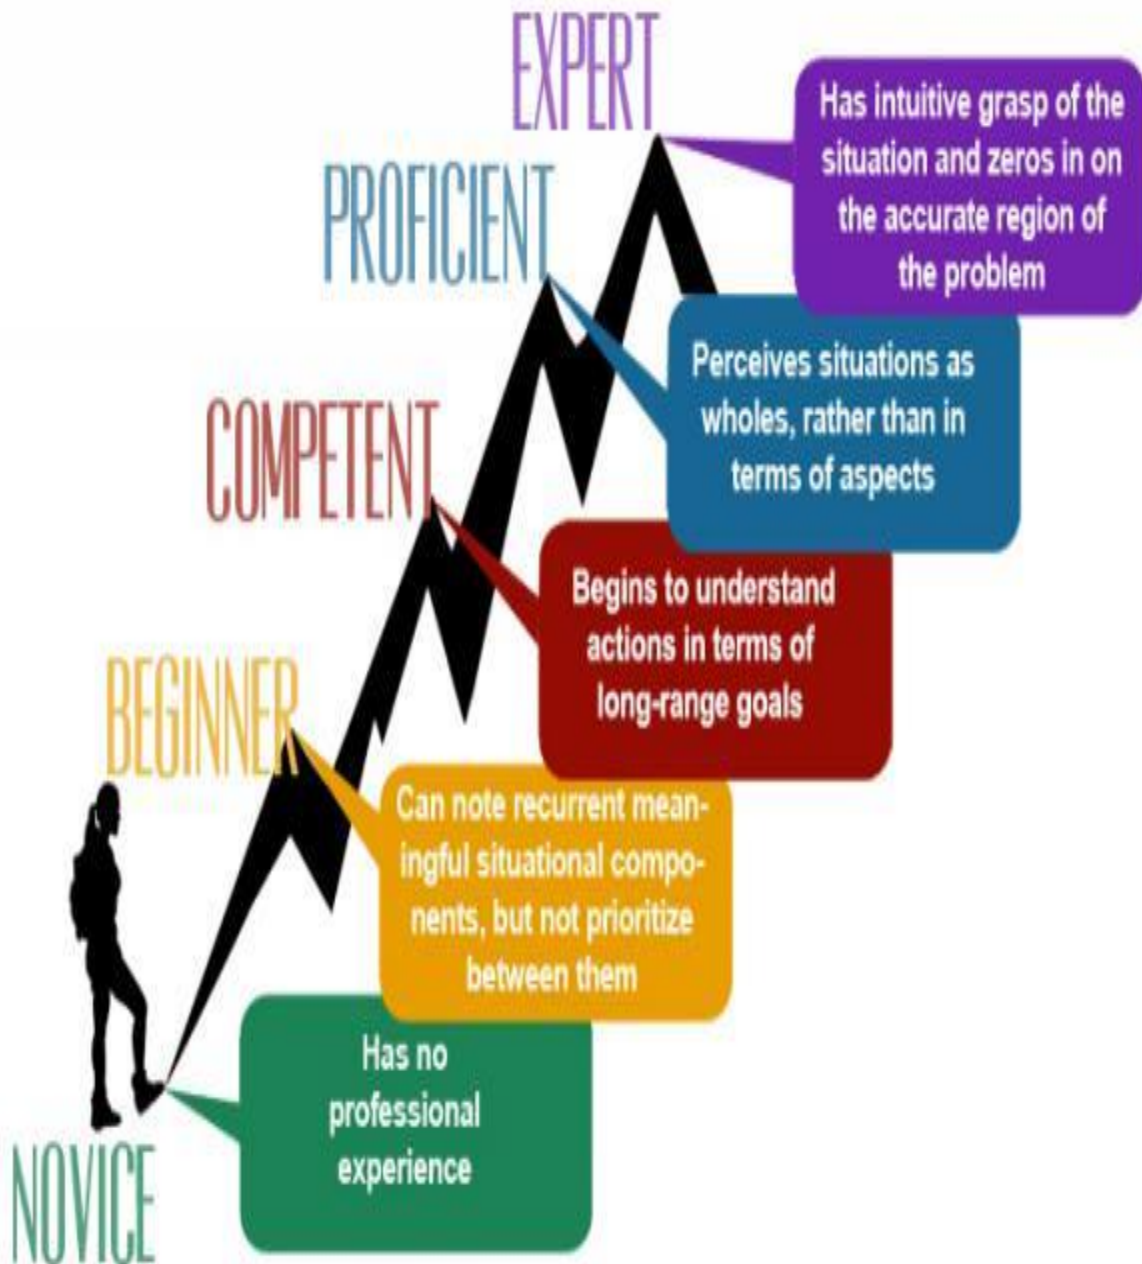 EXPERT
Has intuitive grasp of the
situation and zeros in on
the accurate region of
the problem
PROFICIENT
Perceives situations as
wholes, rather than in
terms of aspects
COMPETENT
Begins to understand
actions in terms of
long-range goals
BEGINNER
Can note recurrent mean-
ingful situational compo-
nents, but not prioritize
between them
Has no
professional
experience
NOVICE